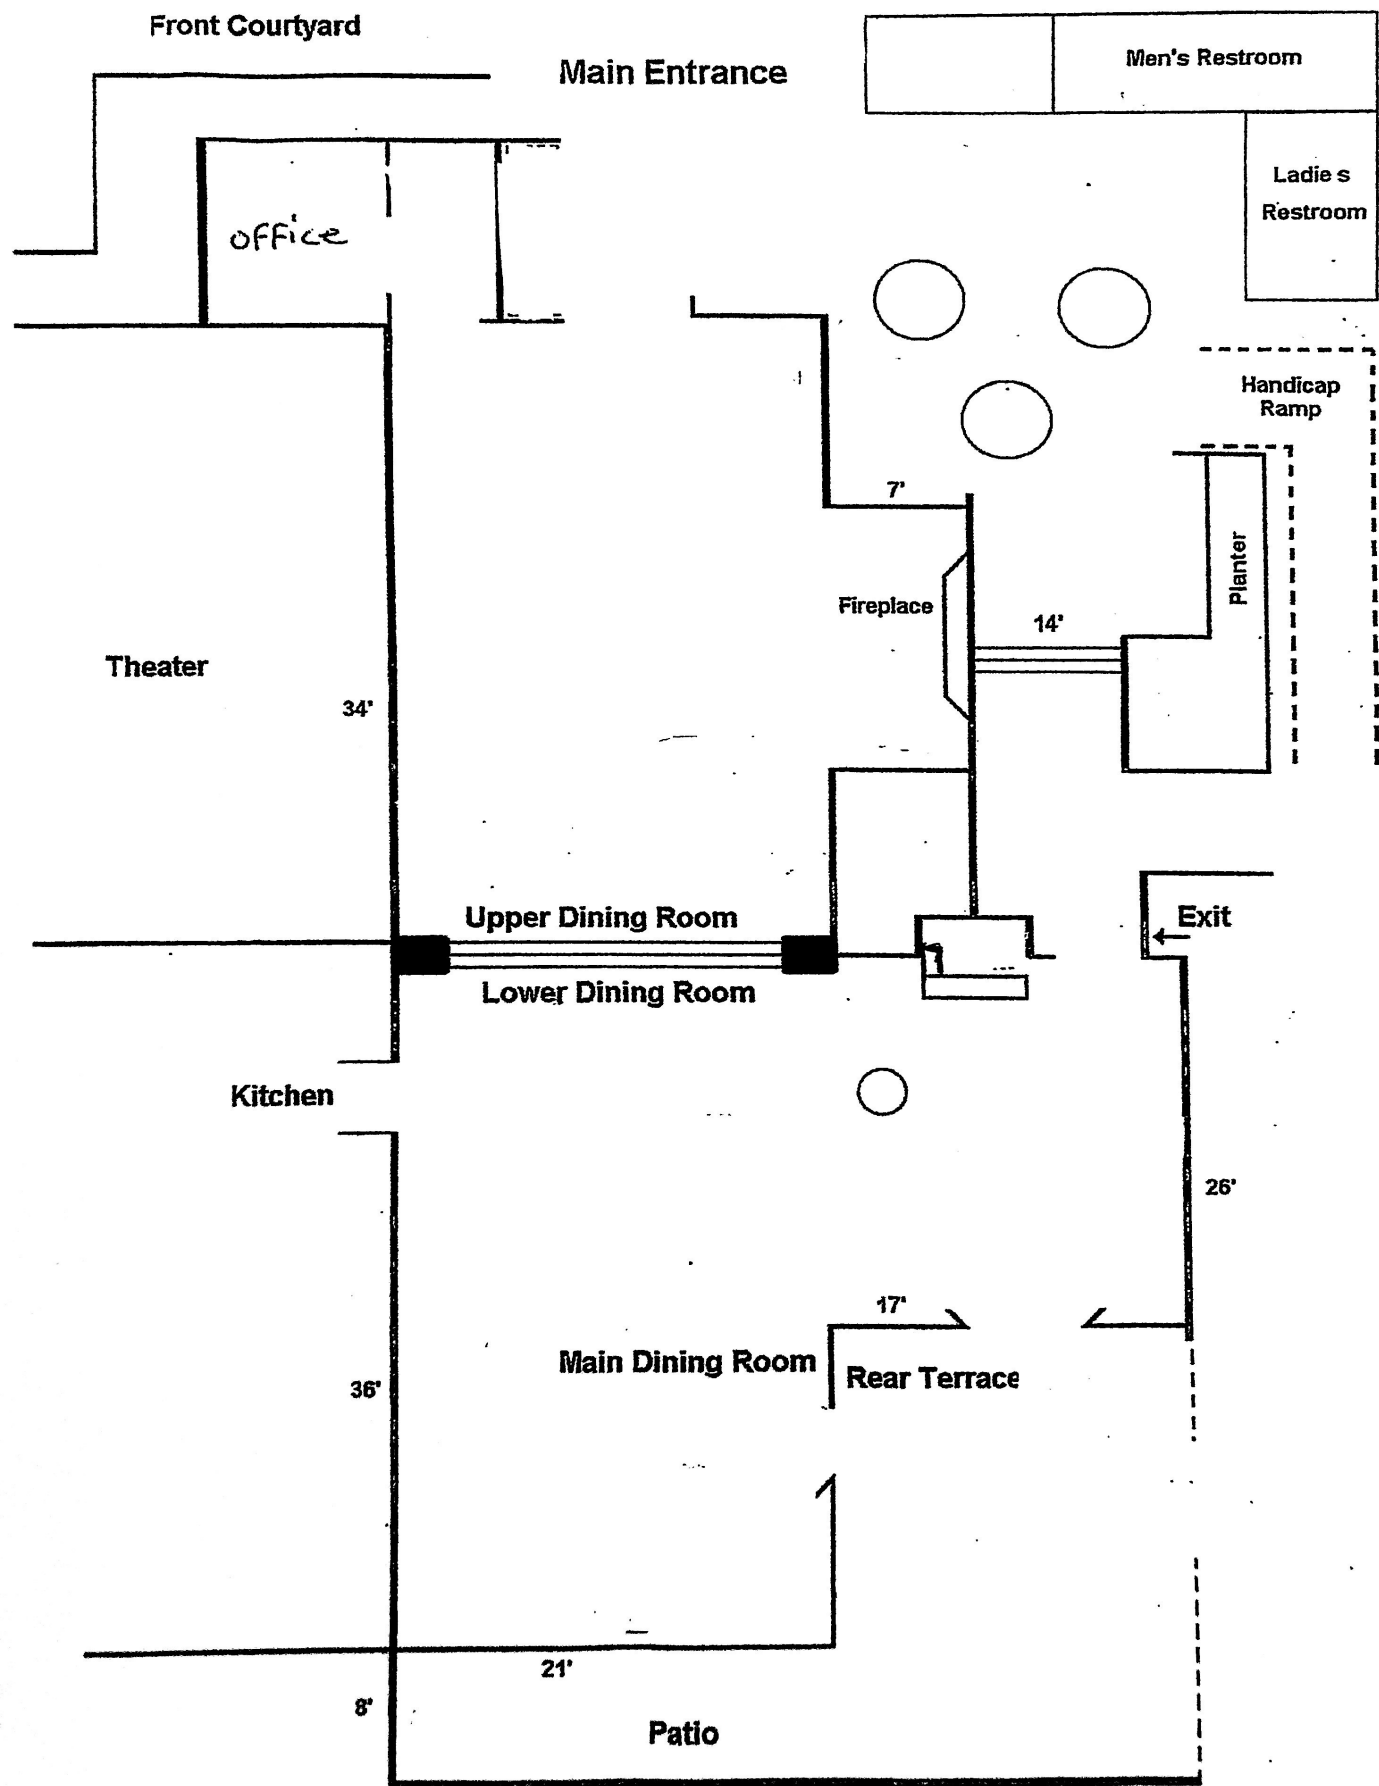 Front Courtyard
Main Entrance
Men's Restroom
Ladie s
Restroom
office
Handicap
Ramp
7'
Planter
Fireplace
14'
Theater
34'
Upper Dining Room
Exit
Lower Dining Room
Kitchen
26'
17'
Main Dining Room
Rear Terrace
36'
21'
8'
Patio